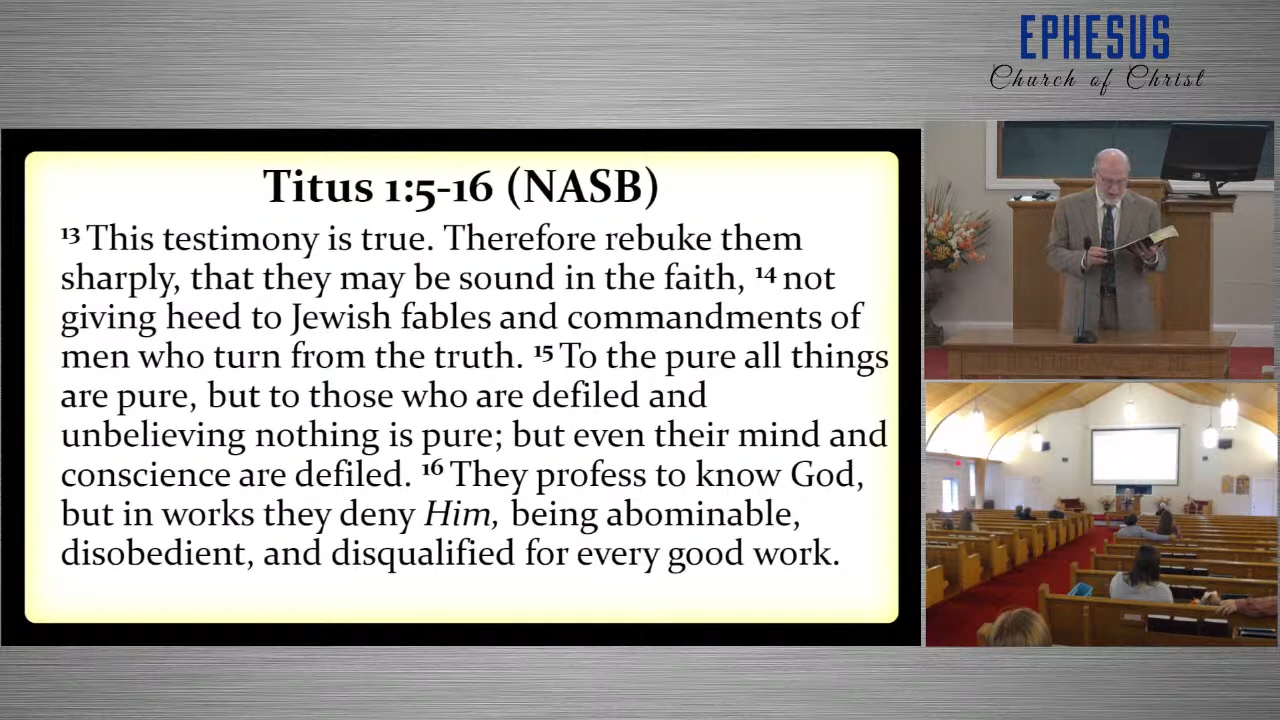 EPHESUS
Church of Christ
Titus 1:5-16 (NASB)
13 This testimony is true. Therefore rebuke them
sharply, that they may be sound in the faith, 14 not
giving heed to Jewish fables and commandments of
men who turn from the truth. 15 To the pure all things
are pure, but to those who are defiled and
unbelieving nothing is pure; but even their mind and
conscience are defiled. 16 They profess to know God,
but in works they deny Him, being abominable,
disobedient, and disqualified for every good work.